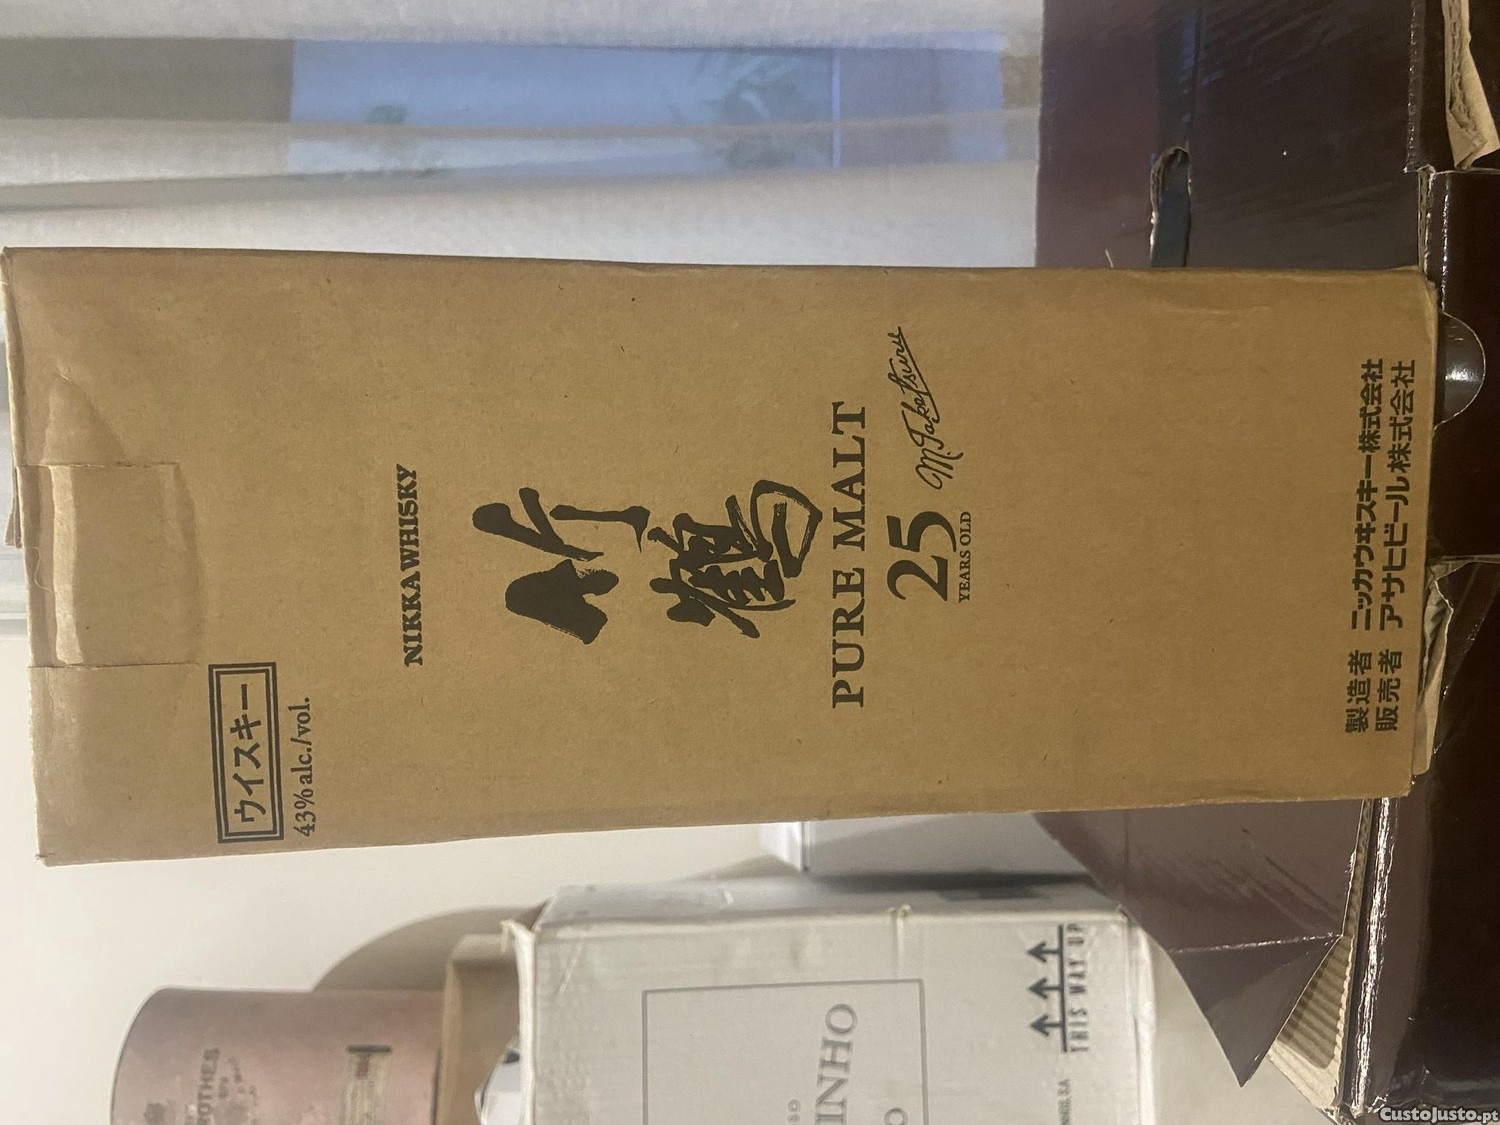 ウイスキー
43% alc./vol.
NIKKA WHISKY
竹鶴
PURE MALT
25
YEARS OLD
M. Taketsuru
製造者 ニッカウヰスキー株式会社
販売者 アサヒビール株式会社
INHO
THIS WAY UP
CustoJusto.pt